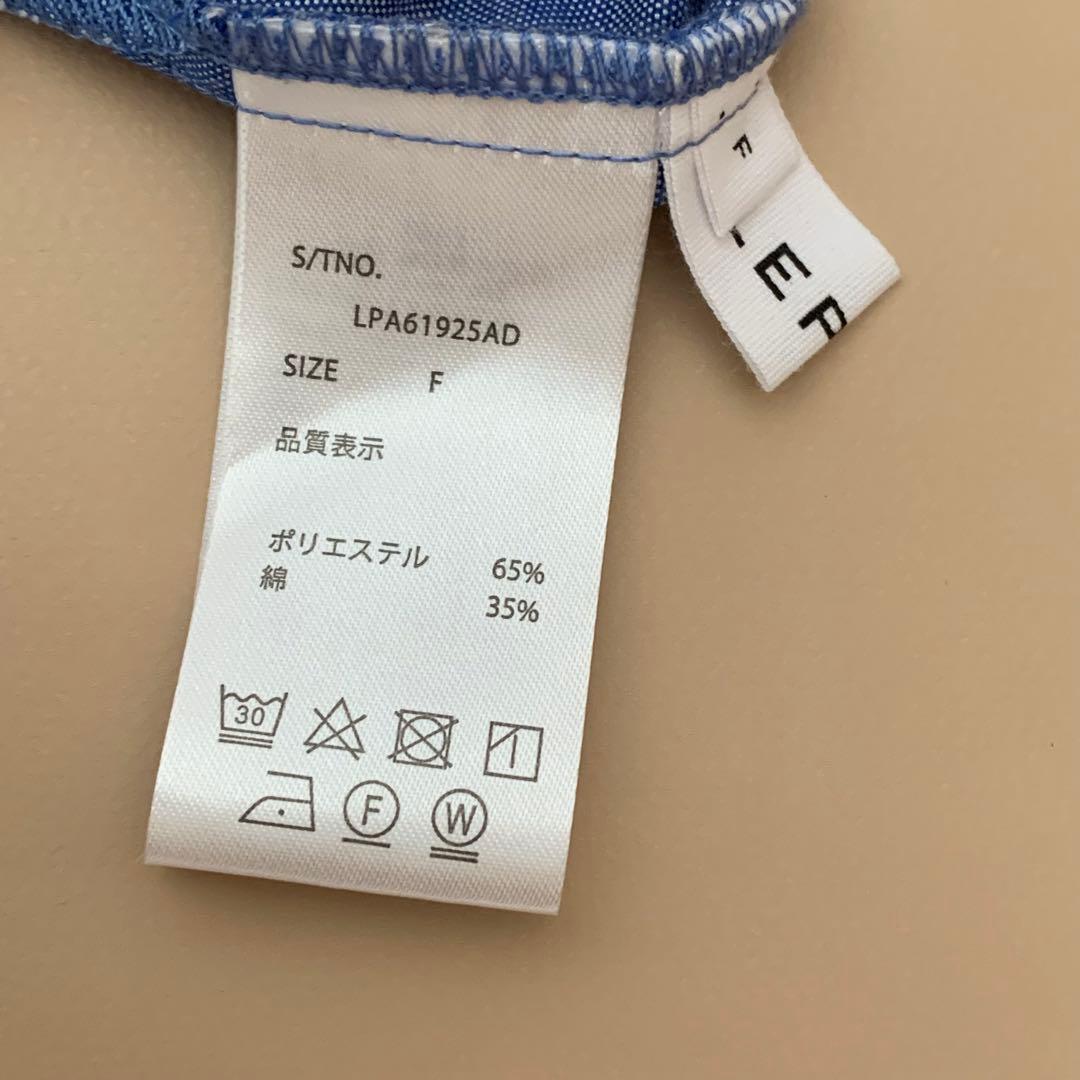 S/TNO.
LPA61925AD
SIZE F
品質表示
ポリエステル 65%
綿 35%
30
F
W
F